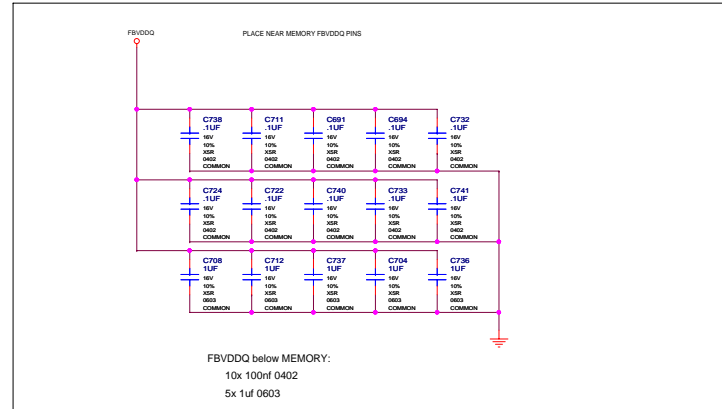 FBVDDQ
PLACE NEAR MEMORY FBVDDQ PINS
C738
.1UF
16V
10%
X5R
0402
COMMON
C711
.1UF
16V
10%
X5R
0402
COMMON
C691
.1UF
16V
10%
X5R
0402
COMMON
C694
.1UF
16V
10%
X5R
0402
COMMON
C732
.1UF
16V
10%
X5R
0402
COMMON
C724
.1UF
16V
10%
X5R
0402
COMMON
C722
.1UF
16V
10%
X5R
0402
COMMON
C740
.1UF
16V
10%
X5R
0402
COMMON
C733
.1UF
16V
10%
X5R
0402
COMMON
C741
.1UF
16V
10%
X5R
0402
COMMON
C708
1UF
16V
10%
X5R
0603
COMMON
C712
1UF
16V
10%
X5R
0603
COMMON
C737
1UF
16V
10%
X5R
0603
COMMON
C704
1UF
16V
10%
X5R
0603
COMMON
C736
1UF
16V
10%
X5R
0603
COMMON
FBVDDQ below MEMORY:
10x 100nf 0402
5x 1uf 0603